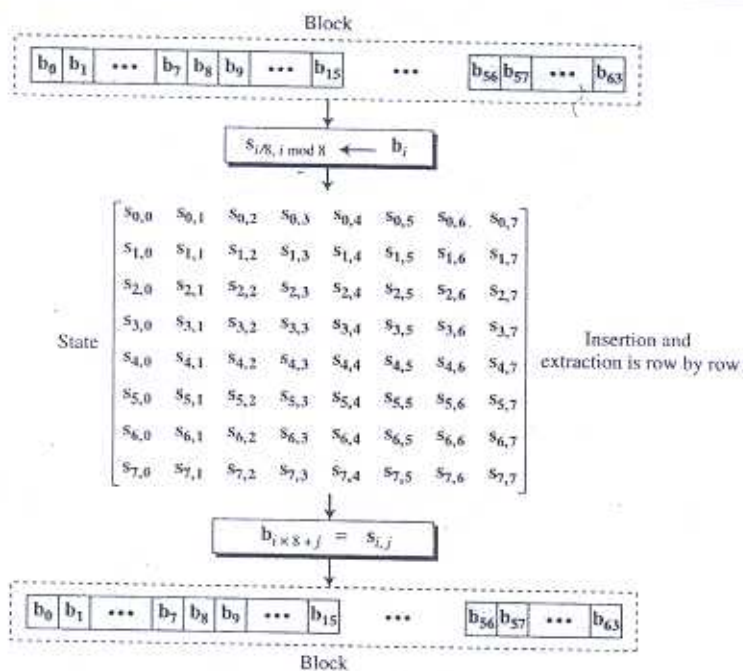 Block
b₀ b₁ ••• b₇ b₈ b₉ ••• b₁₅ ••• b₅₆ b₅₇ ••• b₆₃
s_{i/8, i mod 8} ← b_i
s₀,₀ s₀,₁ s₀,₂ s₀,₃ s₀,₄ s₀,₅ s₀,₆ s₀,₇
s₁,₀ s₁,₁ s₁,₂ s₁,₃ s₁,₄ s₁,₅ s₁,₆ s₁,₇
s₂,₀ s₂,₁ s₂,₂ s₂,₃ s₂,₄ s₂,₅ s₂,₆ s₂,₇
s₃,₀ s₃,₁ s₃,₂ s₃,₃ s₃,₄ s₃,₅ s₃,₆ s₃,₇
State
Insertion and
extraction is row by row
s₄,₀ s₄,₁ s₄,₂ s₄,₃ s₄,₄ s₄,₅ s₄,₆ s₄,₇
s₅,₀ s₅,₁ s₅,₂ s₅,₃ s₅,₄ s₅,₅ s₅,₆ s₅,₇
s₆,₀ s₆,₁ s₆,₂ s₆,₃ s₆,₄ s₆,₅ s₆,₆ s₆,₇
s₇,₀ s₇,₁ s₇,₂ s₇,₃ s₇,₄ s₇,₅ s₇,₆ s₇,₇
b_{i × 8 + j} = s_{i, j}
b₀ b₁ ••• b₇ b₈ b₉ ••• b₁₅ ••• b₅₆ b₅₇ ••• b₆₃
Block